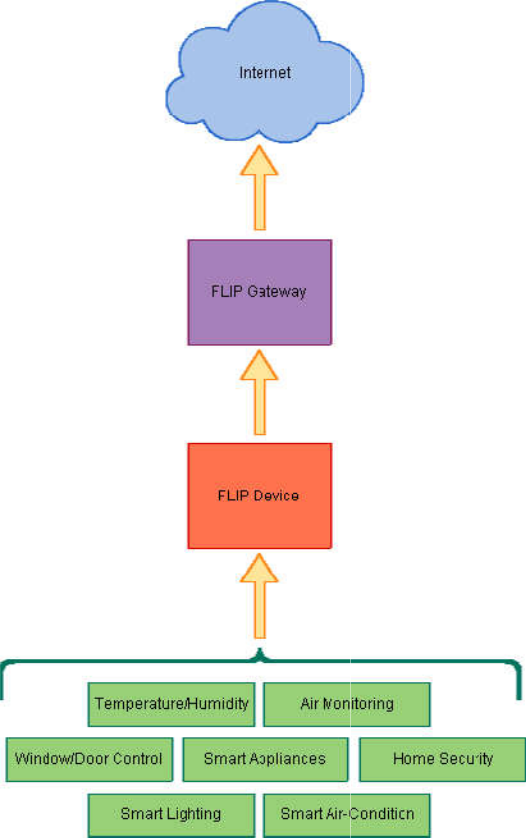 Internet
FLIP Gateway
FLIP Device
Temperature/Humidity
Air Monitoring
Window/Door Control
Smart Appliances
Home Security
Smart Lighting
Smart Air-Condition